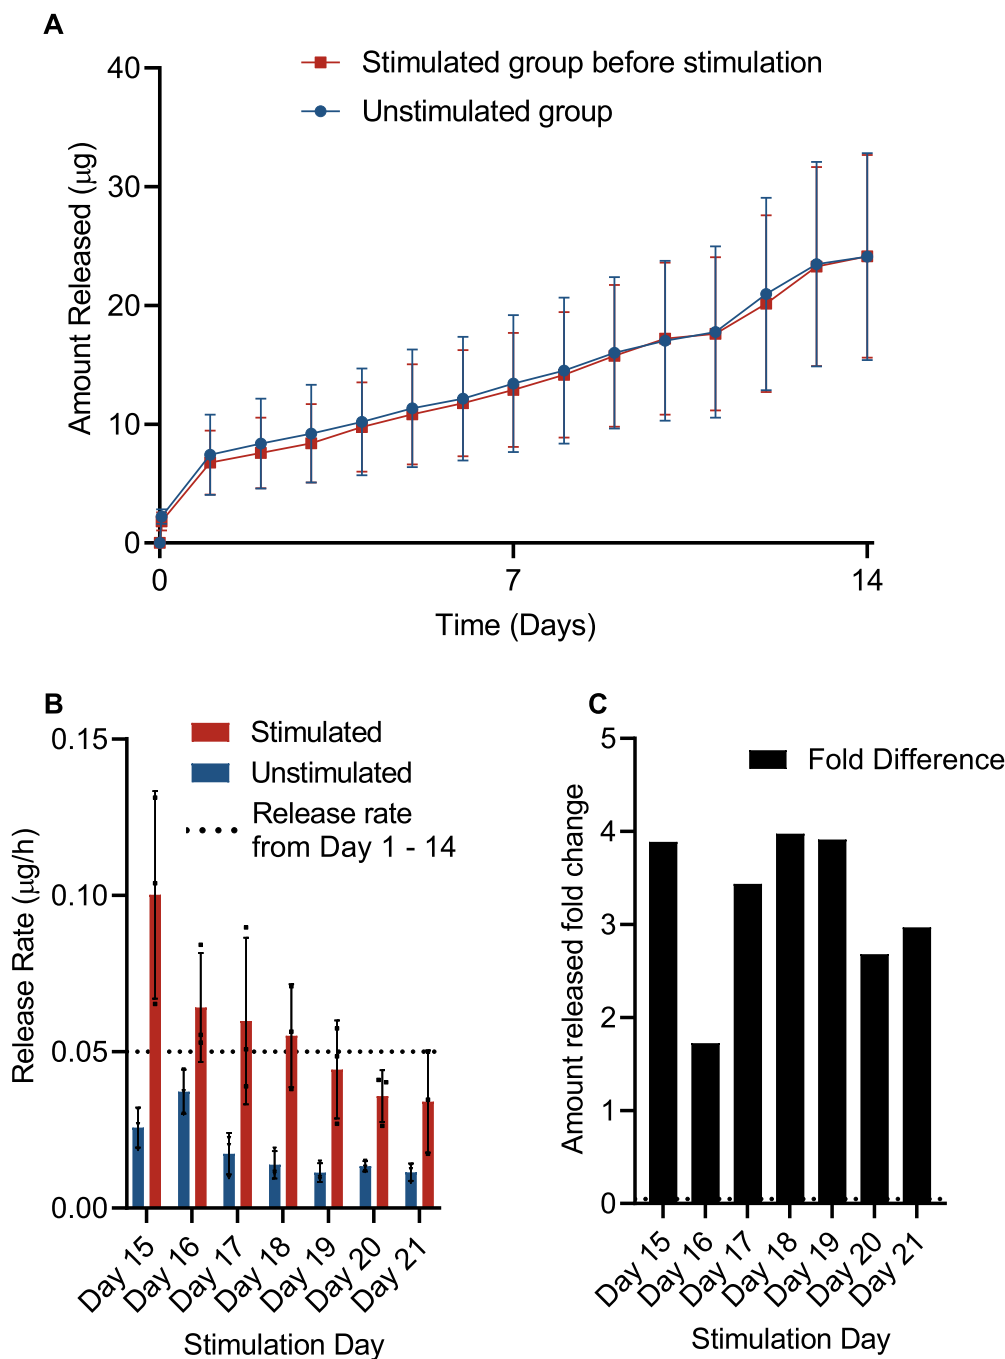 A
Stimulated group before stimulation
Unstimulated group
40
30
20
10
0
Amount Released (μg)
0
7
14
Time (Days)
B
Stimulated
Unstimulated
Release rate
from Day 1 - 14
0.15
0.10
0.05
0.00
Release Rate (μg/h)
Day 15
Day 16
Day 17
Day 18
Day 19
Day 20
Day 21
Stimulation Day
C
Fold Difference
5
4
3
2
1
0
Amount released fold change
Day 15
Day 16
Day 17
Day 18
Day 19
Day 20
Day 21
Stimulation Day